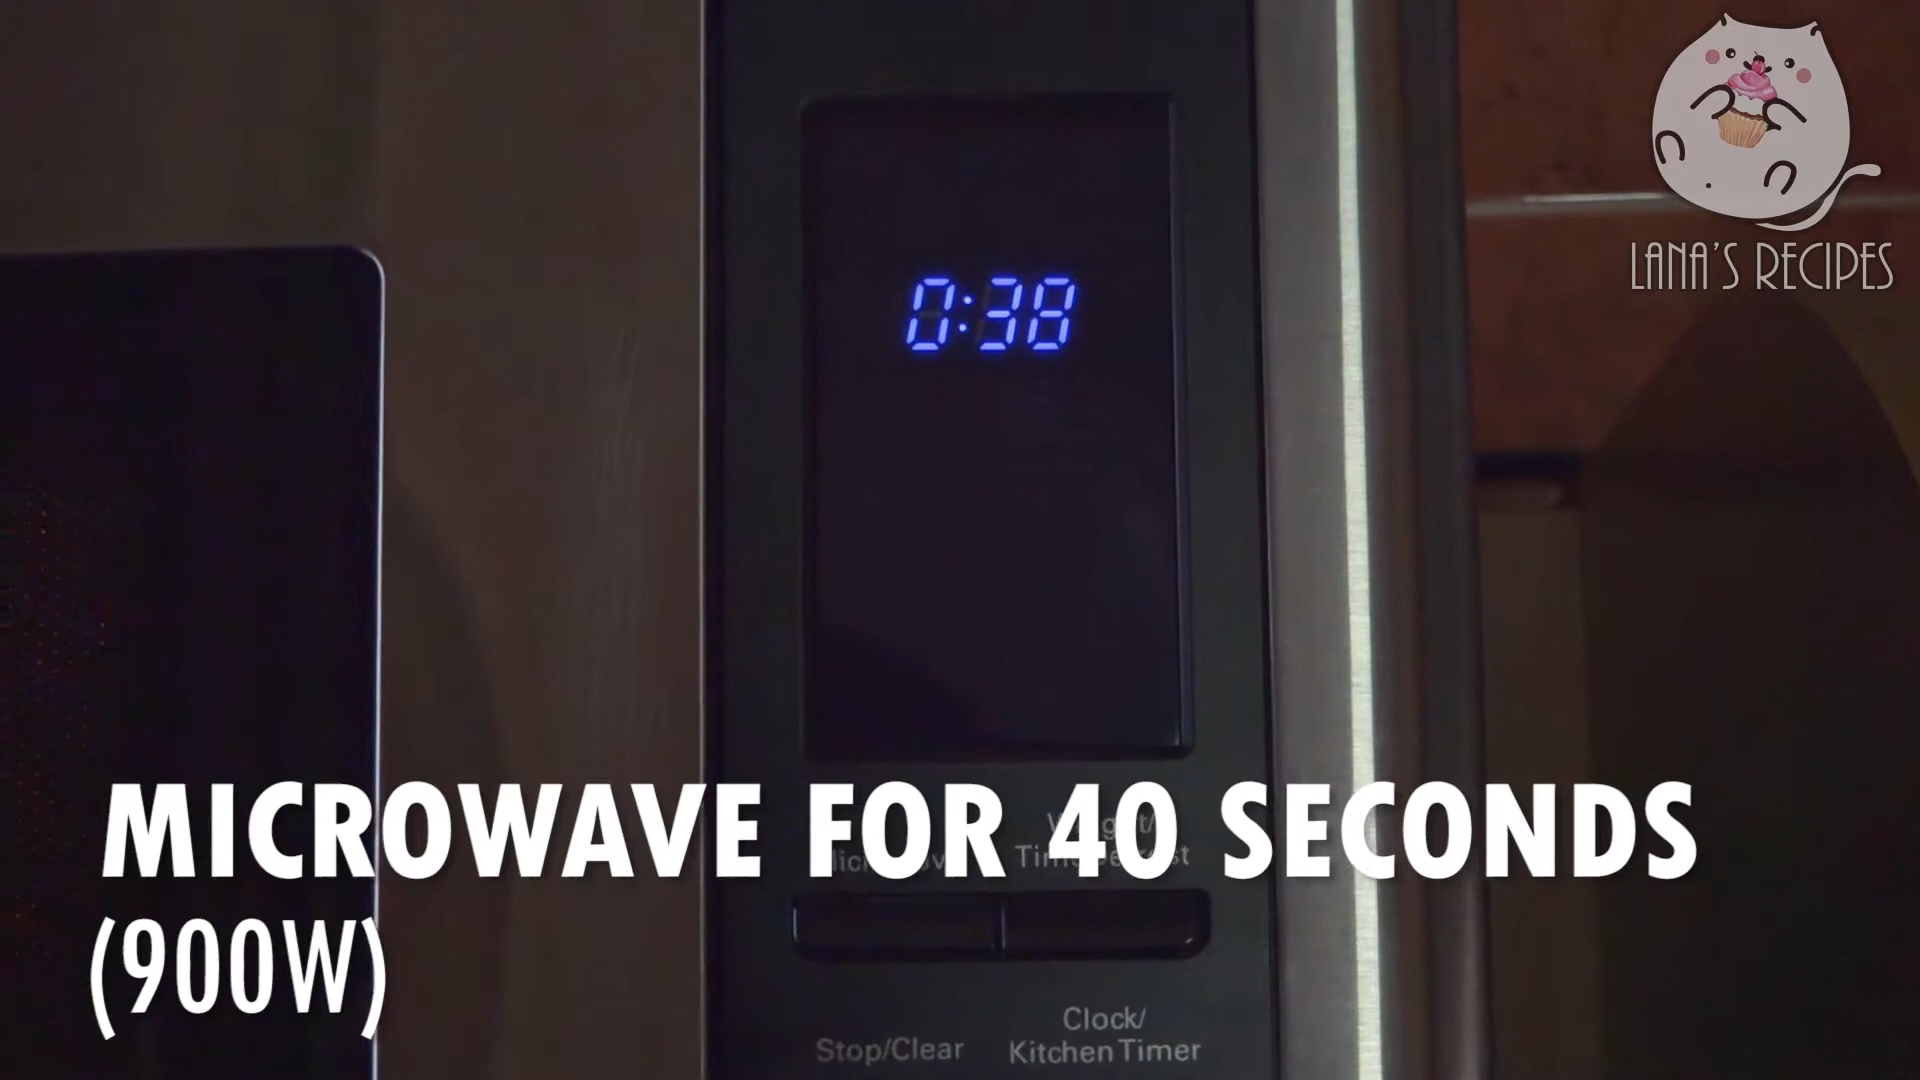 LANA'S RECIPES
0:38
MICROWAVE FOR 40 SECONDS
(900W)
Stop/Clear
Clock/
Kitchen Timer